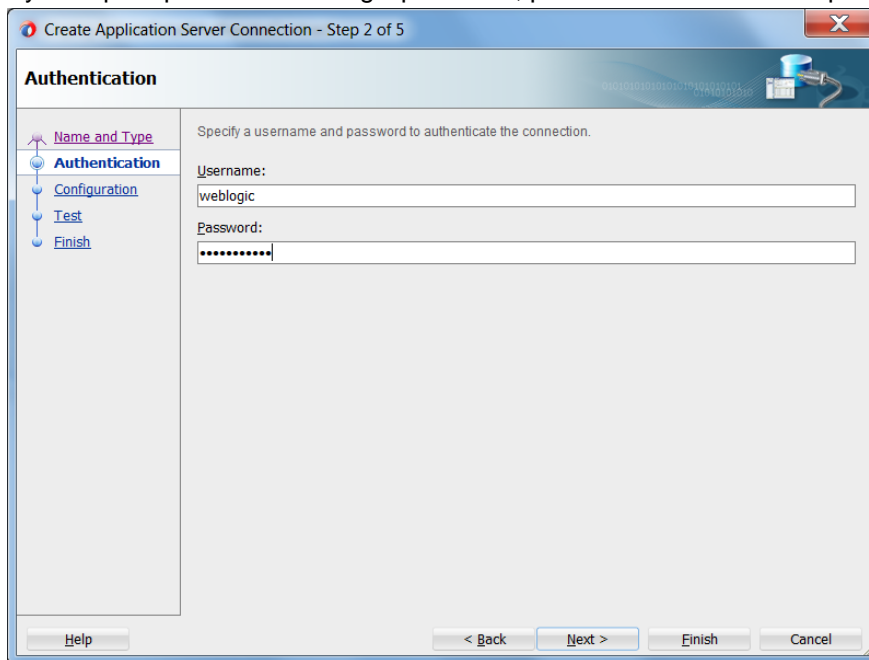 Create Application Server Connection - Step 2 of 5
Authentication
Name and Type
Authentication
Configuration
Test
Finish
Specify a username and password to authenticate the connection.
Username:
weblogic
Password:
•••••••••••
Help
< Back
Next >
Finish
Cancel